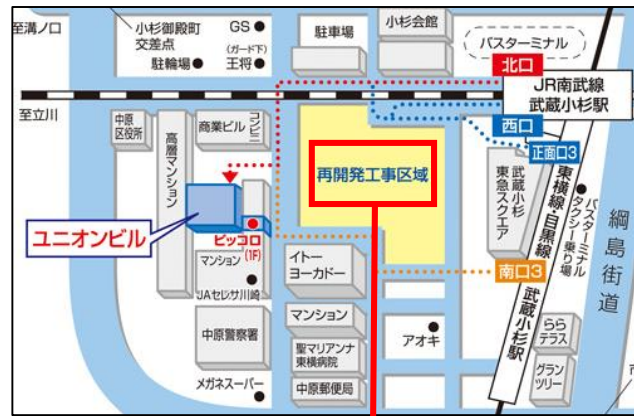 至溝ノ口
小杉御殿町
交差点
GS
(ガード下)
駐輪場
王将
駐車場
小杉会館
バスターミナル
北口
JR南武線
武蔵小杉駅
至立川
西口
正面口3
中原
区役所
高層マンション
商業ビル
コンビニ
再開発工事区域
武蔵小杉
東急スクエア
東横線・目黒線
バスターミナル
タクシー乗り場
綱島街道
ユニオンビル
ピッコロ
(1F)
マンション
JAセレサ川崎
イトー
ヨーカドー
南口3
武蔵小杉駅
中原警察署
マンション
アオキ
らら
テラス
聖マリアンナ
東横病院
グラン
ツリー
メガネスーパー
中原郵便局